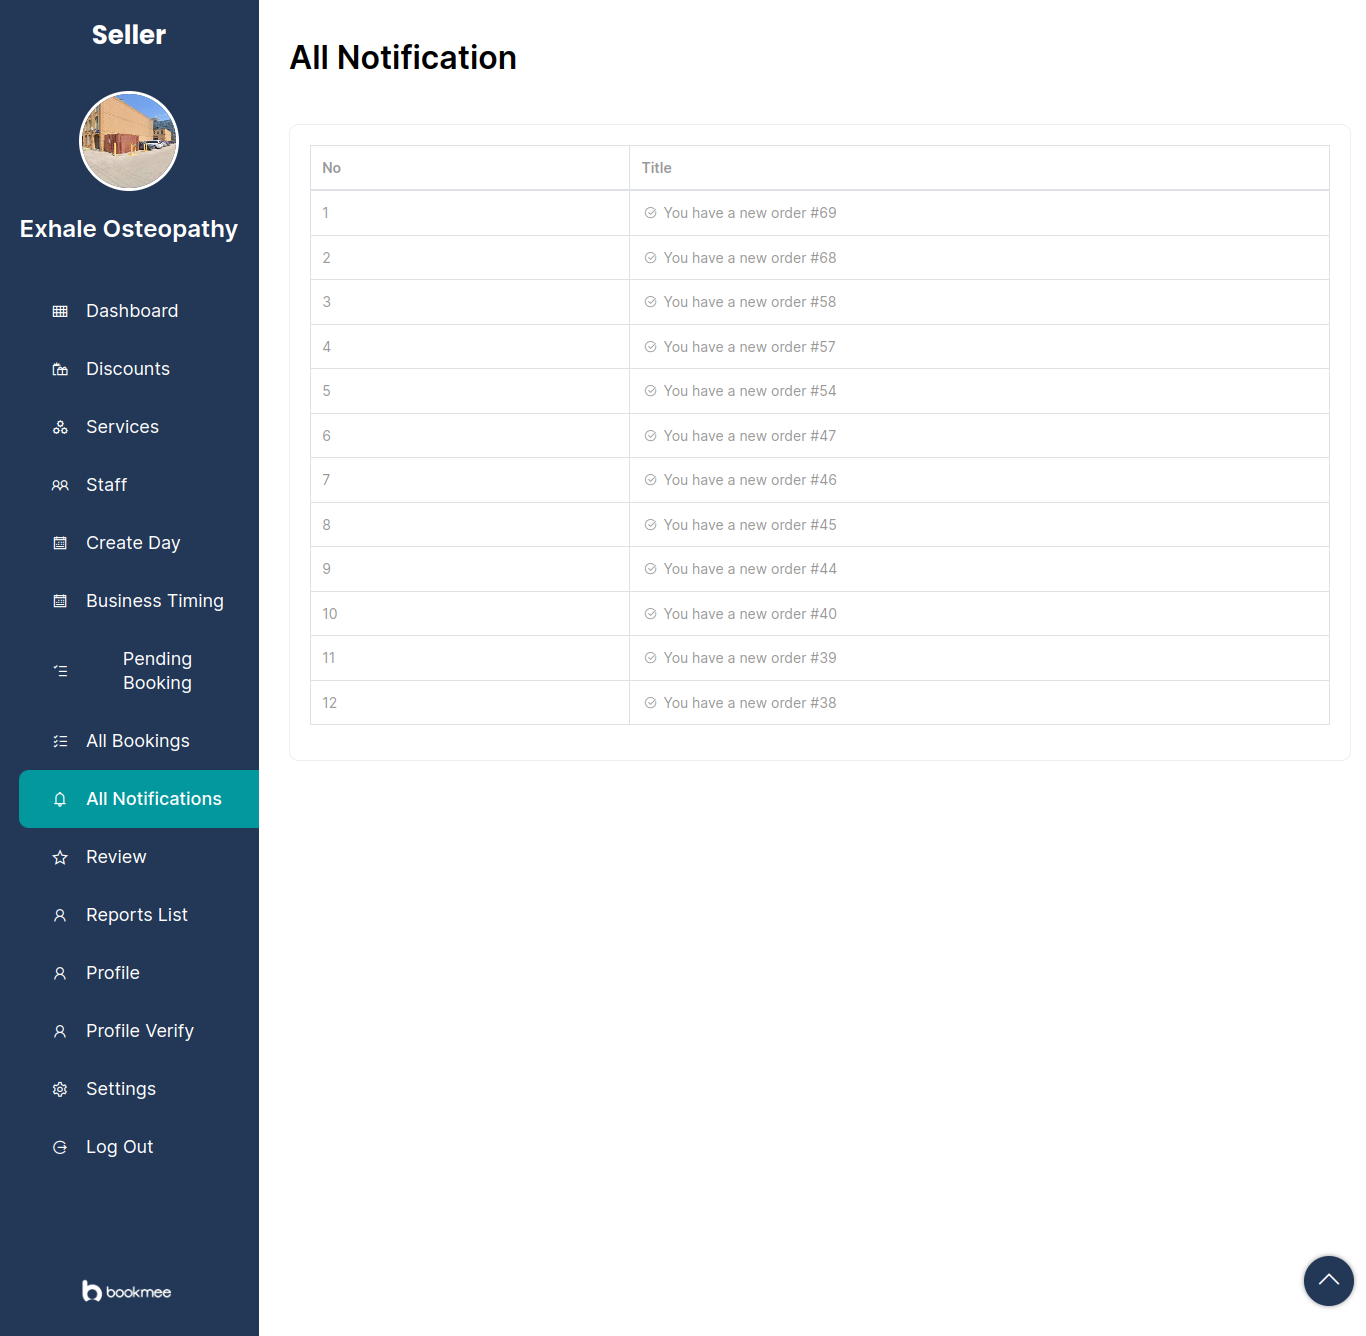 Seller
Exhale Osteopathy
Dashboard
Discounts
Services
Staff
Create Day
Business Timing
Pending
Booking
All Bookings
All Notifications
Review
Reports List
Profile
Profile Verify
Settings
Log Out
bookmee
All Notification
No Title
1 You have a new order #69
2 You have a new order #68
3 You have a new order #58
4 You have a new order #57
5 You have a new order #54
6 You have a new order #47
7 You have a new order #46
8 You have a new order #45
9 You have a new order #44
10 You have a new order #40
11 You have a new order #39
12 You have a new order #38